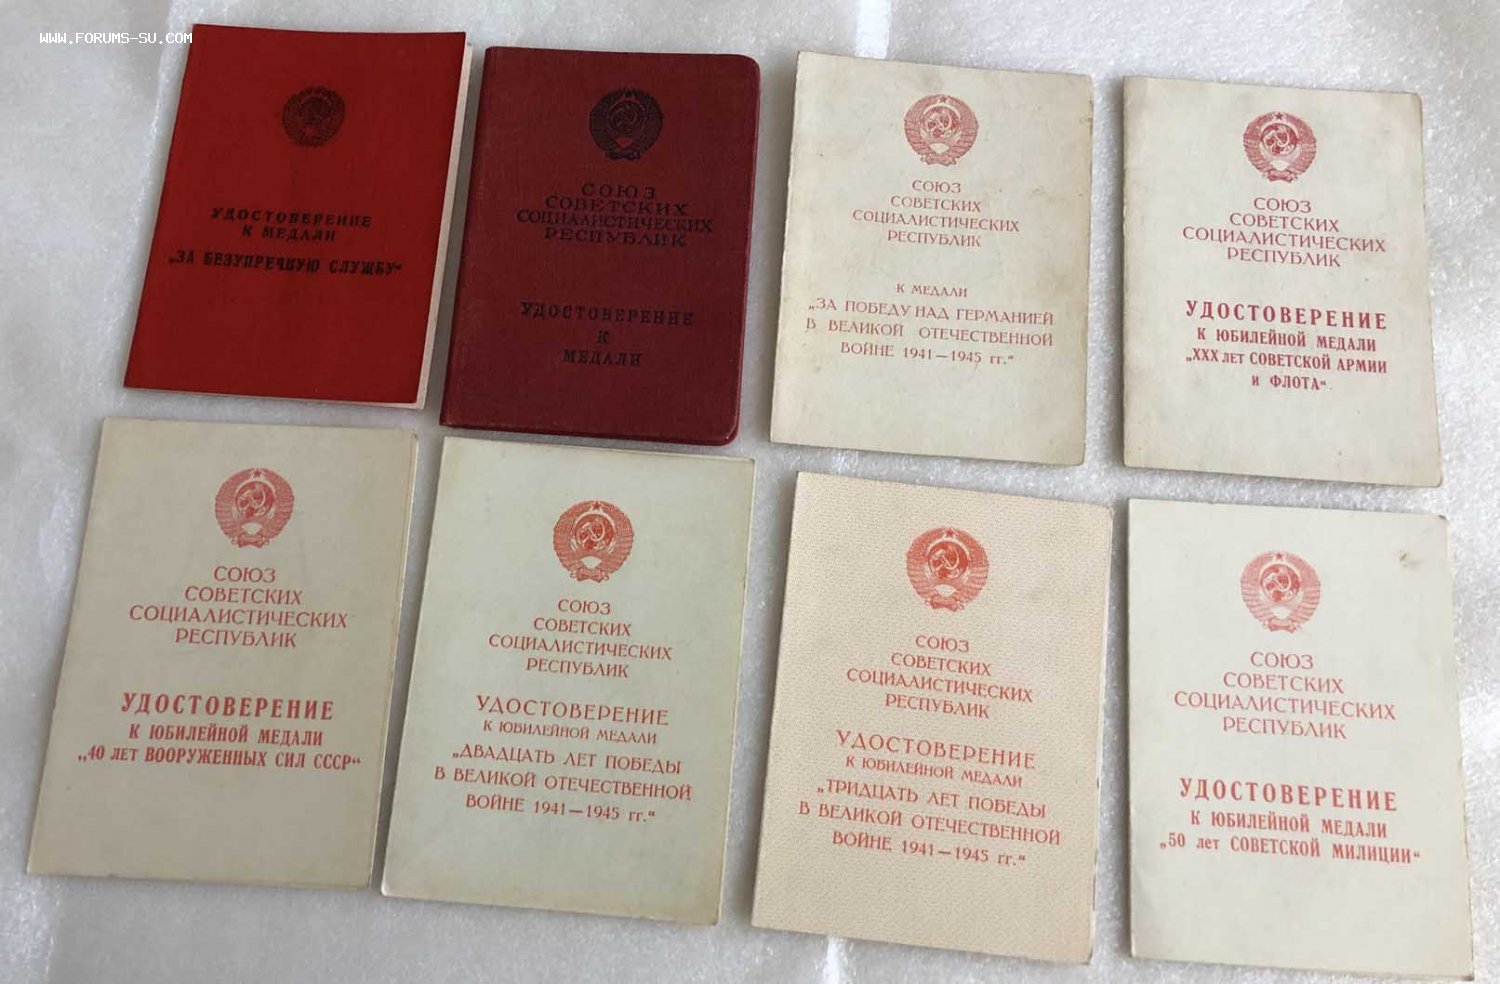 WWW.FORUMS-SU.COM
УДОСТОВЕРЕНИЕ
К МЕДАЛИ
„ЗА БЕЗУПРЕЧНУЮ СЛУЖБУ“
СОЮЗ
СОВЕТСКИХ
СОЦИАЛИСТИЧЕСКИХ
РЕСПУБЛИК
УДОСТОВЕРЕНИЕ
К
МЕДАЛИ
СОЮЗ
СОВЕТСКИХ
СОЦИАЛИСТИЧЕСКИХ
РЕСПУБЛИК
К МЕДАЛИ
„ЗА ПОБЕДУ НАД ГЕРМАНИЕЙ
В ВЕЛИКОЙ ОТЕЧЕСТВЕННОЙ
ВОЙНЕ 1941—1945 гг.“
СОЮЗ
СОВЕТСКИХ
СОЦИАЛИСТИЧЕСКИХ
РЕСПУБЛИК
УДОСТОВЕРЕНИЕ
К ЮБИЛЕЙНОЙ МЕДАЛИ
„XXX лет СОВЕТСКОЙ АРМИИ
И ФЛОТА“
СОЮЗ
СОВЕТСКИХ
СОЦИАЛИСТИЧЕСКИХ
РЕСПУБЛИК
УДОСТОВЕРЕНИЕ
К ЮБИЛЕЙНОЙ МЕДАЛИ
„40 ЛЕТ ВООРУЖЕННЫХ СИЛ СССР“
СОЮЗ
СОВЕТСКИХ
СОЦИАЛИСТИЧЕСКИХ
РЕСПУБЛИК
УДОСТОВЕРЕНИЕ
К ЮБИЛЕЙНОЙ МЕДАЛИ
„ДВАДЦАТЬ ЛЕТ ПОБЕДЫ
В ВЕЛИКОЙ ОТЕЧЕСТВЕННОЙ
ВОЙНЕ 1941—1945 гг.“
СОЮЗ
СОВЕТСКИХ
СОЦИАЛИСТИЧЕСКИХ
РЕСПУБЛИК
УДОСТОВЕРЕНИЕ
К ЮБИЛЕЙНОЙ МЕДАЛИ
„ТРИДЦАТЬ ЛЕТ ПОБЕДЫ
В ВЕЛИКОЙ ОТЕЧЕСТВЕННОЙ
ВОЙНЕ 1941—1945 гг.“
СОЮЗ
СОВЕТСКИХ
СОЦИАЛИСТИЧЕСКИХ
РЕСПУБЛИК
УДОСТОВЕРЕНИЕ
К ЮБИЛЕЙНОЙ МЕДАЛИ
„50 лет СОВЕТСКОЙ МИЛИЦИИ“